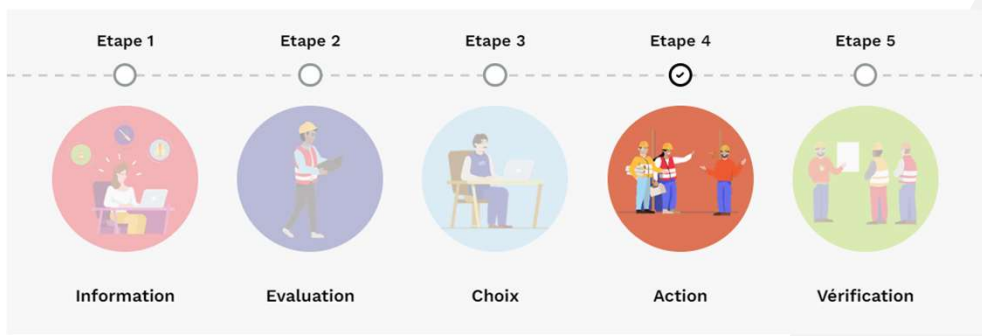 Etape 1
Etape 2
Etape 3
Etape 4
Etape 5
Information
Evaluation
Choix
Action
Vérification